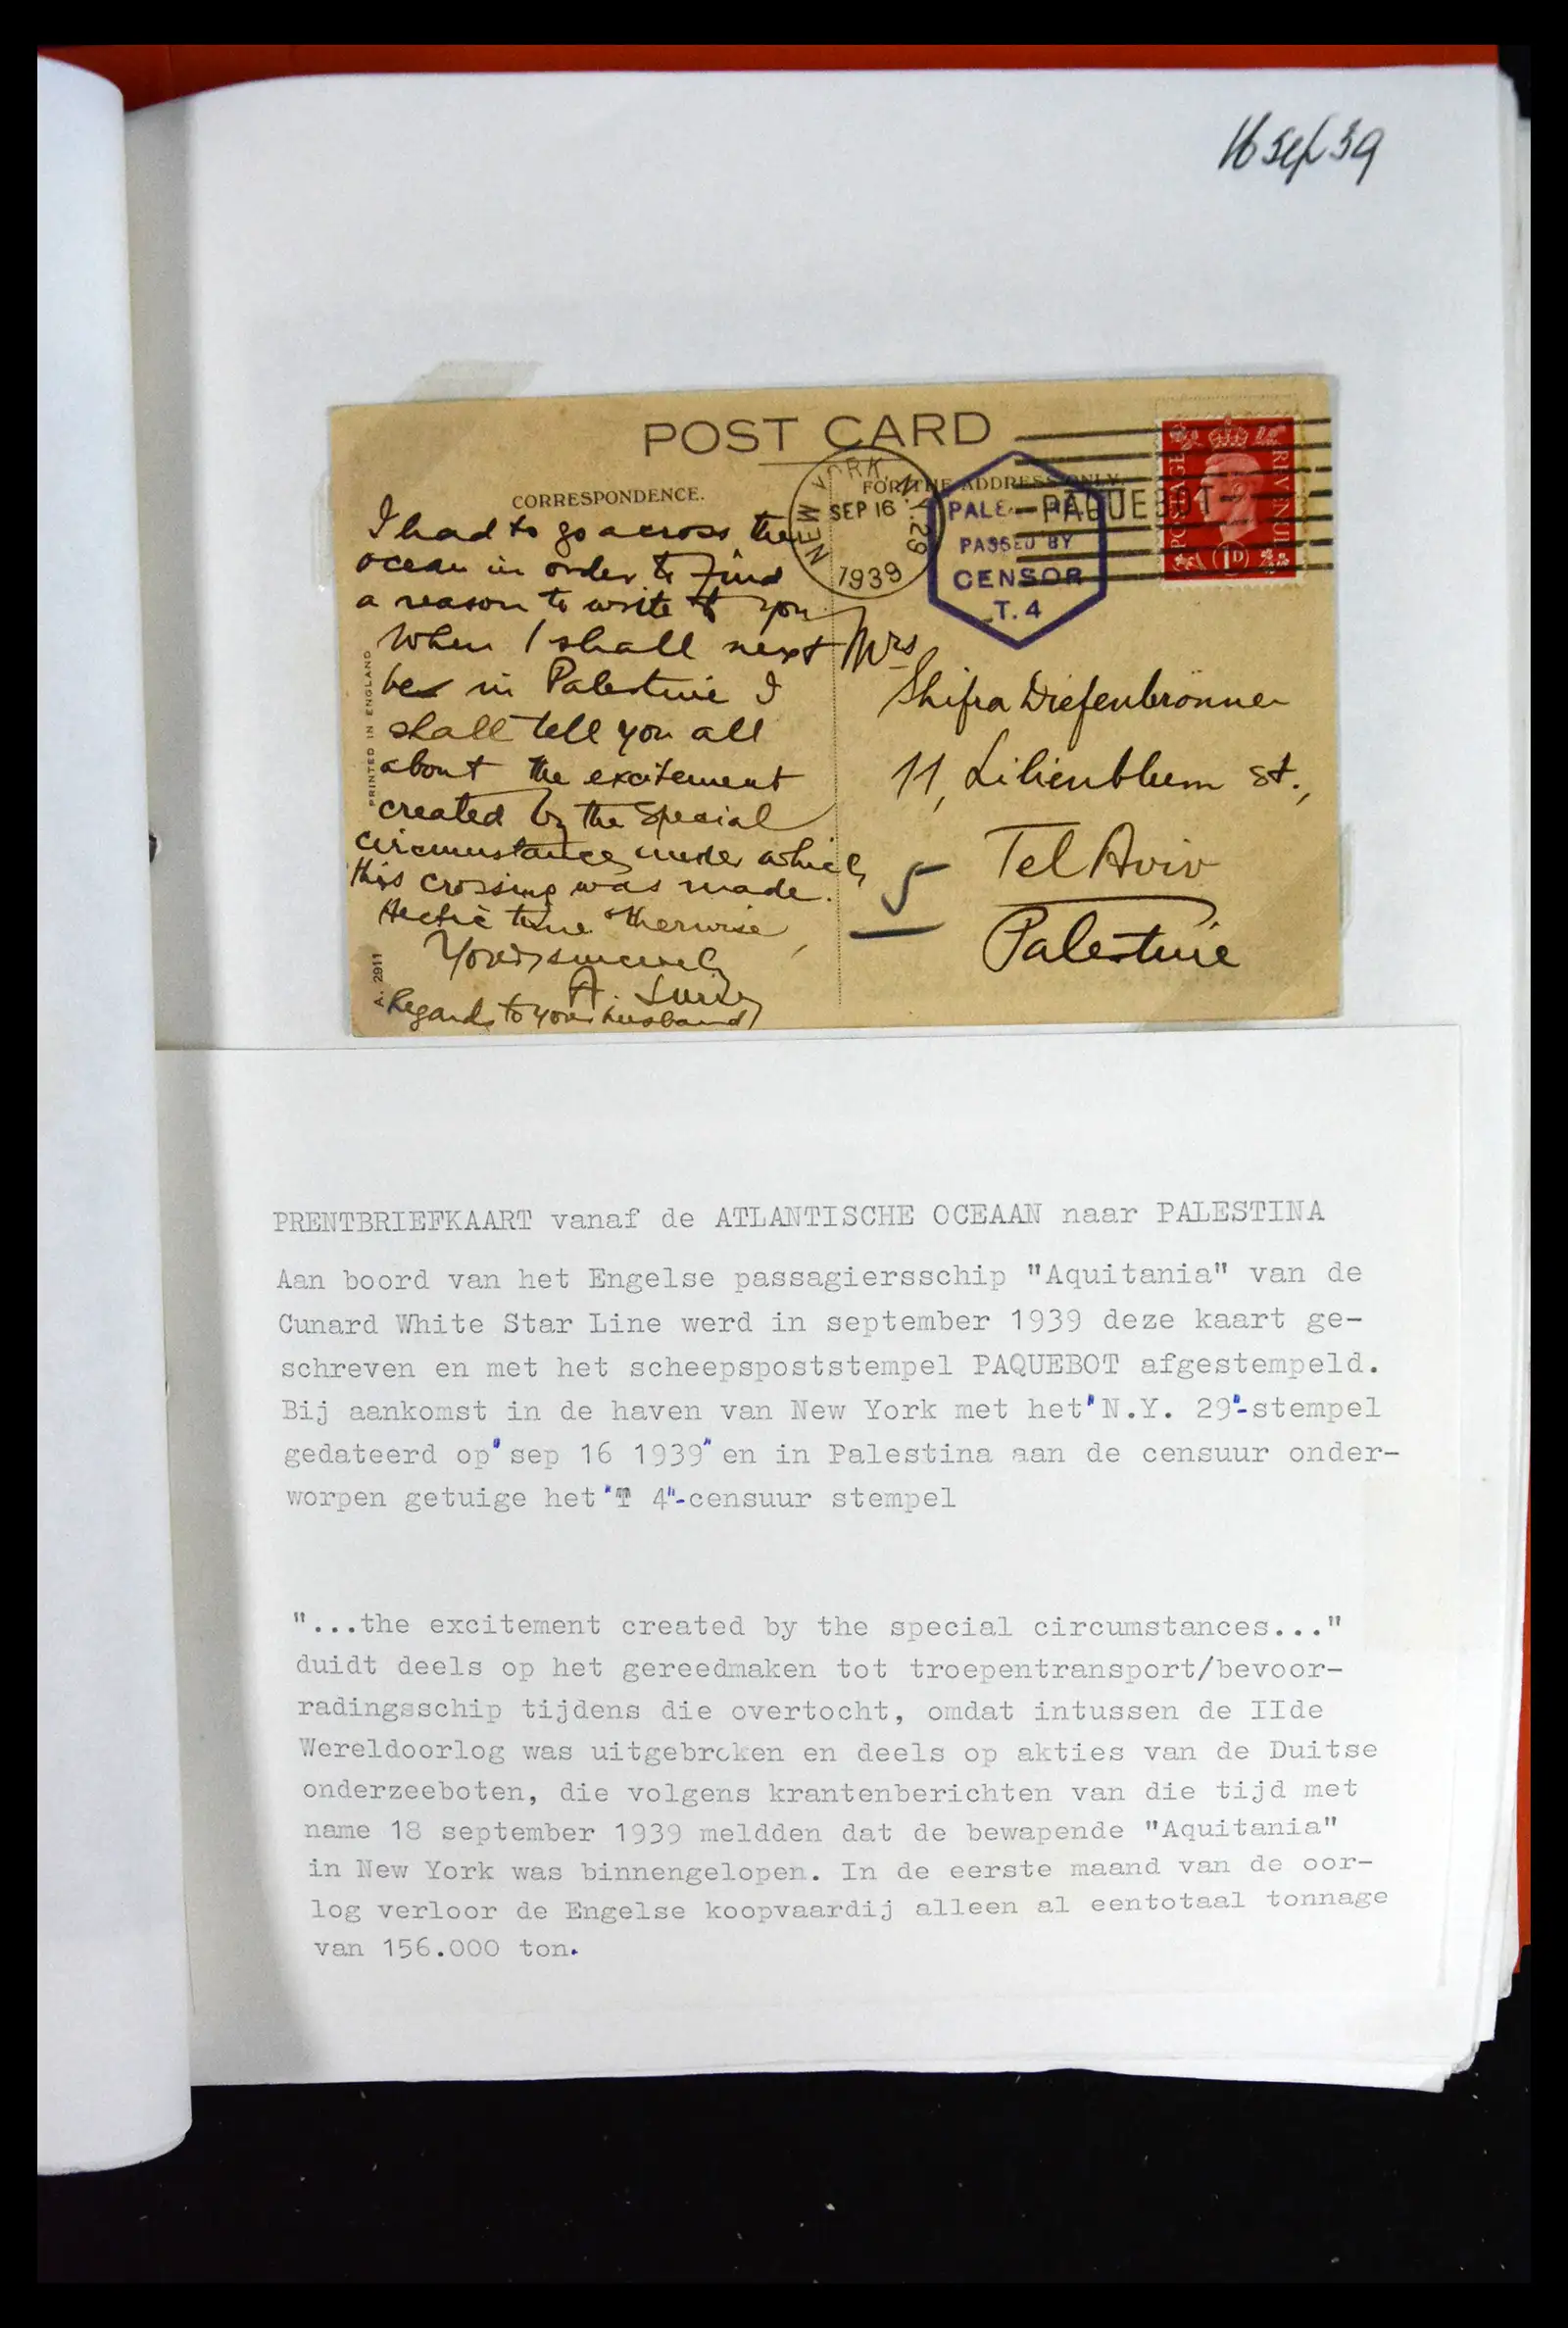 16 Sep 39
POST CARD
CORRESPONDENCE.
FOR THE ADDRESS ONLY.
NEW YORK, N.Y. 29
SEP 16
1939
PAQUEBOT
PASSED BY
CENSOR
T.4
POSTAGE
REVENUE
1D
PRINTED IN ENGLAND
A. 2911
I had to go across the
ocean in order to find
a reason to write to you.
When I shall next
be in Palestine I
shall tell you all
about the excitement
created by the special
circumstances under which
this crossing was made.
Hectic time otherwise,
Yours sincerely
A. Lurie
Regards to your husband
Mrs
Shifra Diefenbronner
11, Lilienblum st.,
Tel Aviv
Palestine
5
PRENTBRIEFKAART vanaf de ATLANTISCHE OCEAAN naar PALESTINA
Aan boord van het Engelse passagiersschip "Aquitania" van de
Cunard White Star Line werd in september 1939 deze kaart ge-
schreven en met het scheepspoststempel PAQUEBOT afgestempeld.
Bij aankomst in de haven van New York met het "N.Y. 29"-stempel
gedateerd op "sep 16 1939" en in Palestina aan de censuur onder-
worpen getuige het "T 4"-censuur stempel
"...the excitement created by the special circumstances..."
duidt deels op het gereedmaken tot troepentransport/bevoor-
radingsschip tijdens die overtocht, omdat intussen de IIde
Wereldoorlog was uitgebroken en deels op akties van de Duitse
onderzeeboten, die volgens krantenberichten van die tijd met
name 18 september 1939 meldden dat de bewapende "Aquitania"
in New York was binnengelopen. In de eerste maand van de oor-
log verloor de Engelse koopvaardij alleen al eentotaal tonnage
van 156.000 ton.